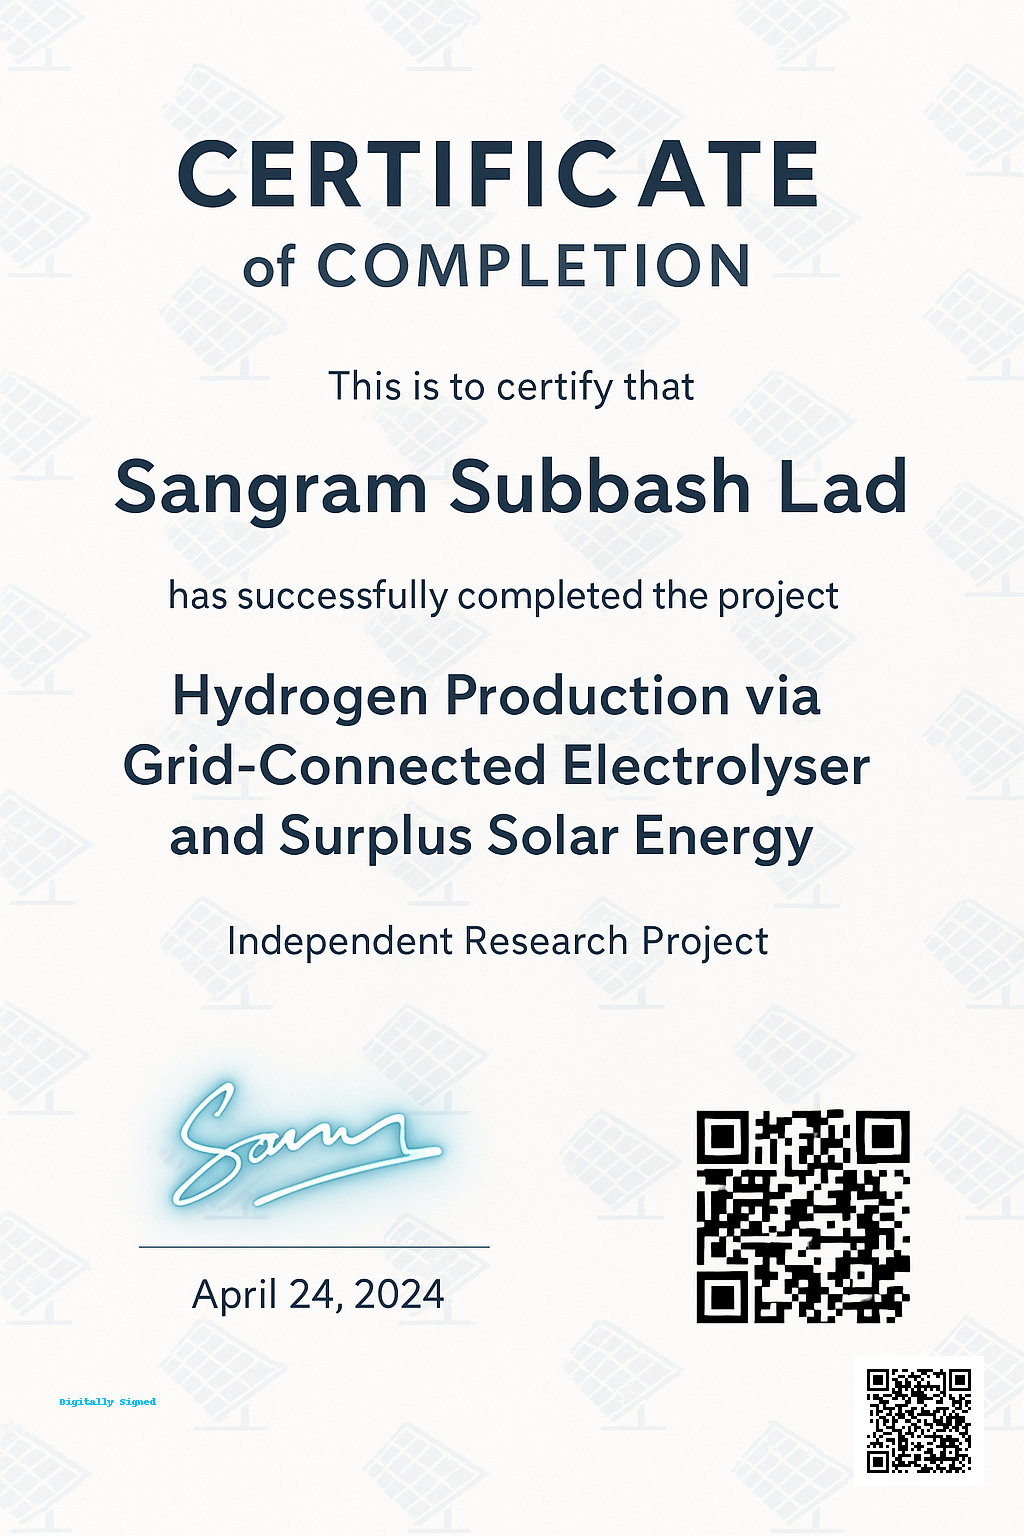 CERTIFICATE
of COMPLETION
This is to certify that
Sangram Subbash Lad
has successfully completed the project
Hydrogen Production via
Grid-Connected Electrolyser
and Surplus Solar Energy
Independent Research Project
April 24, 2024
Digitally Signed